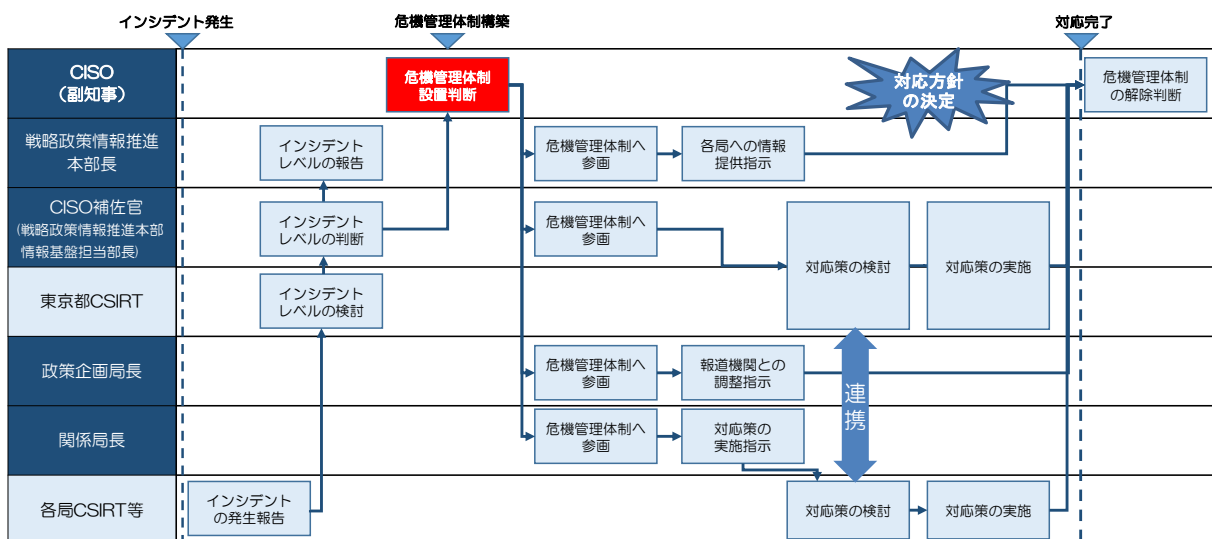 インシデント発生
危機管理体制構築
対応完了
CISO
（副知事）
危機管理体制
設置判断
対応方針
の決定
危機管理体制
の解除判断
戦略政策情報推進
本部長
インシデント
レベルの報告
危機管理体制へ
参画
各局への情報
提供指示
CISO補佐官
(戦略政策情報推進本部
情報基盤担当部長)
インシデント
レベルの判断
危機管理体制へ
参画
対応策の検討
対応策の実施
東京都CSIRT
インシデント
レベルの検討
政策企画局長
危機管理体制へ
参画
報道機関との
調整指示
連
携
関係局長
危機管理体制へ
参画
対応策の
実施指示
各局CSIRT等
インシデント
の発生報告
対応策の検討
対応策の実施